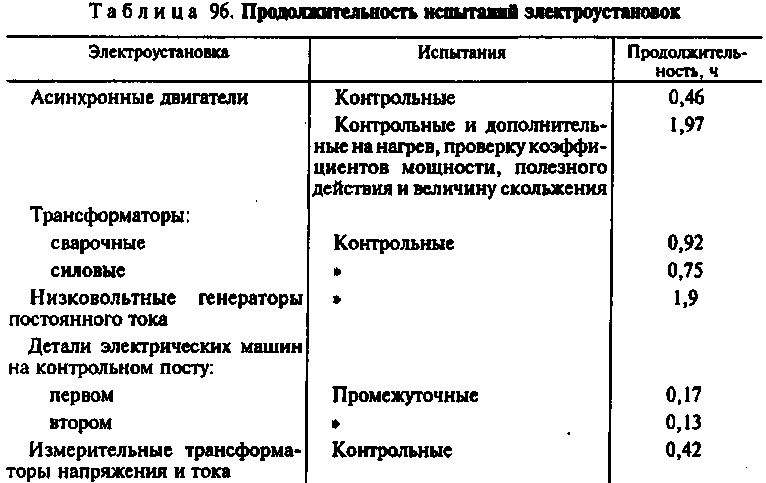 Таблица 96. Продолжительность испытаний электроустановок
Электроустановка Испытания Продолжитель-
ность, ч
Асинхронные двигатели Контрольные 0,46
Контрольные и дополнитель- 1,97
ные на нагрев, проверку коэффи-
циентов мощности, полезного
действия и величину скольжения
Трансформаторы:
сварочные Контрольные 0,92
силовые » 0,75
Низковольтные генераторы » 1,9
постоянного тока
Детали электрических машин
на контрольном посту:
первом Промежуточные 0,17
втором » 0,13
Измерительные трансформа- Контрольные 0,42
торы напряжения и тока